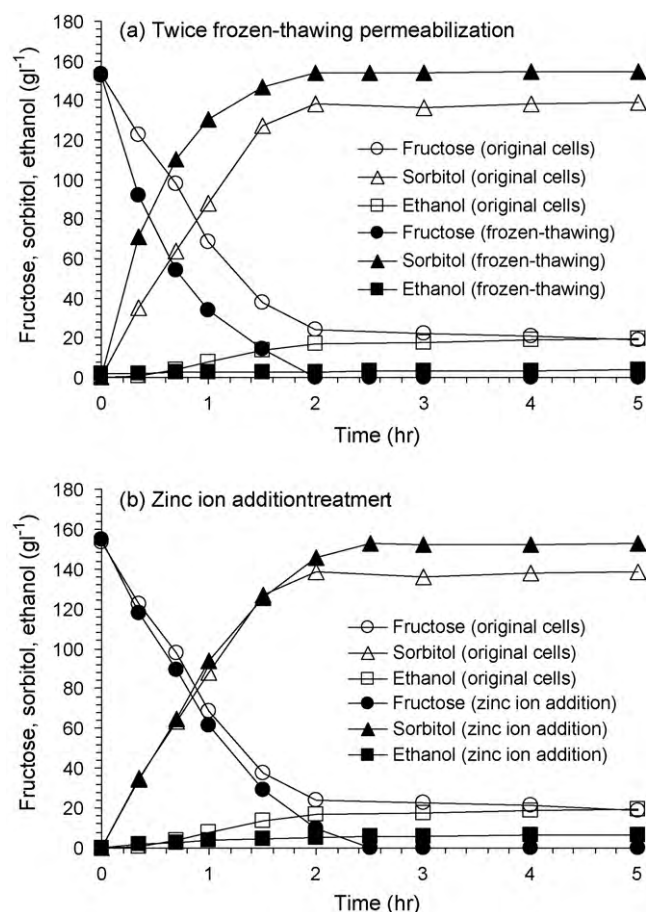 (a) Twice frozen-thawing permeabilization
180
160
140
120
100
80
60
40
20
0
Fructose, sorbitol, ethanol (gl⁻¹)
Fructose (original cells)
Sorbitol (original cells)
Ethanol (original cells)
Fructose (frozen-thawing)
Sorbitol (frozen-thawing)
Ethanol (frozen-thawing)
0 1 2 3 4 5
Time (hr)
(b) Zinc ion additiontreatmert
180
160
140
120
100
80
60
40
20
0
Fructose, sorbitol, ethanol (gl⁻¹)
Fructose (original cells)
Sorbitol (original cells)
Ethanol (original cells)
Fructose (zinc ion addition)
Sorbitol (zinc ion addition)
Ethanol (zinc ion addition)
0 1 2 3 4 5
Time (hr)